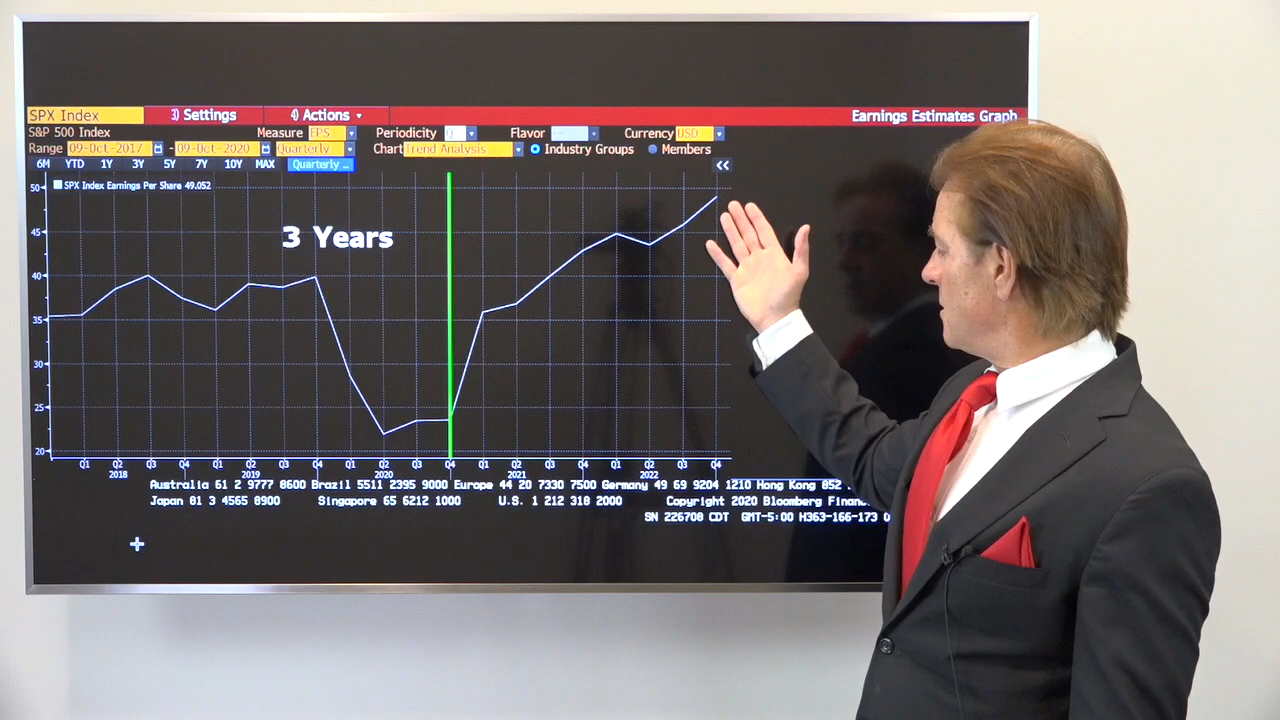 SPX Index 3) Settings 4) Actions Earnings Estimates Graph
S&P 500 Index Measure EPS Periodicity Q Flavor -- Currency USD
Range 09-Oct-2017 - 09-Oct-2020 Quarterly Chart Trend Analysis Industry Groups Members
6M YTD 1Y 3Y 5Y 7Y 10Y MAX Quarterly … «
SPX Index Earnings Per Share 49.052
3 Years
50
45
40
35
30
25
20
Q1 Q2 Q3 Q4 Q1 Q2 Q3 Q4 Q1 Q2 Q3 Q4 Q1 Q2 Q3 Q4 Q1 Q2 Q3 Q4
2018 2019 2020 2021 2022
Australia 61 2 9777 8600 Brazil 5511 2395 9000 Europe 44 20 7330 7500 Germany 49 69 9204 1210 Hong Kong 852
Japan 81 3 4565 8900 Singapore 65 6212 1000 U.S. 1 212 318 2000 Copyright 2020 Bloomberg
SN 226708 CDT GMT-5:00 H363-166-173